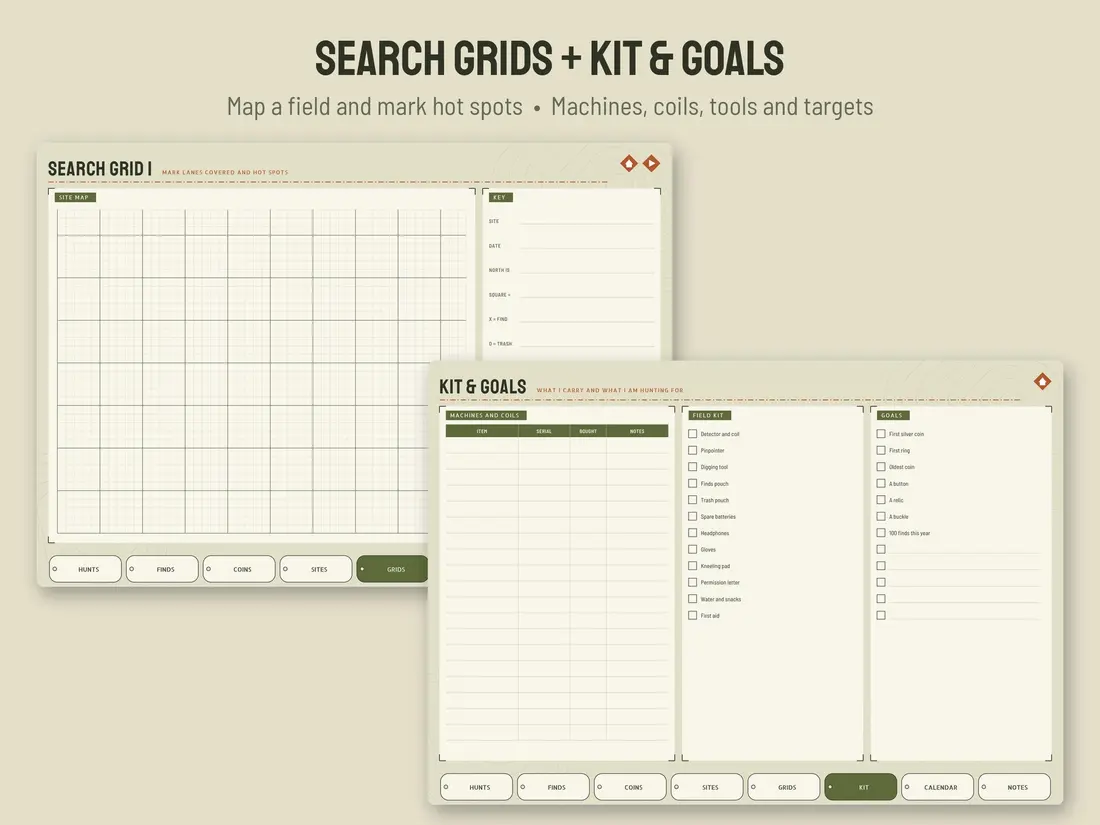 SEARCH GRIDS + KIT & GOALS
Map a field and mark hot spots • Machines, coils, tools and targets
SEARCH GRID 1 MARK LANES COVERED AND HOT SPOTS
SITE MAP
KEY
SITE
DATE
NORTH IS
SQUARE =
X = FIND
O = TRASH
HUNTS FINDS COINS SITES GRIDS
KIT & GOALS WHAT I CARRY AND WHAT I AM HUNTING FOR
MACHINES AND COILS
ITEM SERIAL BOUGHT NOTES
FIELD KIT
Detector and coil
Pinpointer
Digging tool
Finds pouch
Trash pouch
Spare batteries
Headphones
Gloves
Kneeling pad
Permission letter
Water and snacks
First aid
GOALS
First silver coin
First ring
Oldest coin
A button
A relic
A buckle
100 finds this year
HUNTS FINDS COINS SITES GRIDS KIT CALENDAR NOTES